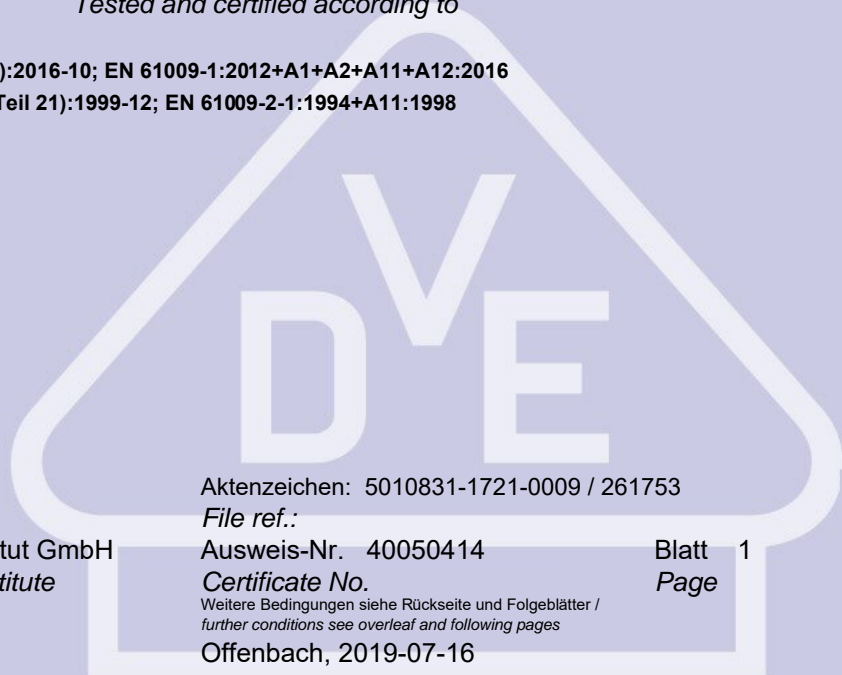 Tested and certified according to
):2016-10; EN 61009-1:2012+A1+A2+A11+A12:2016
Teil 21):1999-12; EN 61009-2-1:1994+A11:1998
DVE
Aktenzeichen: 5010831-1721-0009 / 261753
File ref.:
tut GmbH Ausweis-Nr. 40050414 Blatt 1
titute Certificate No. Page
Weitere Bedingungen siehe Rückseite und Folgeblätter /
further conditions see overleaf and following pages
Offenbach, 2019-07-16